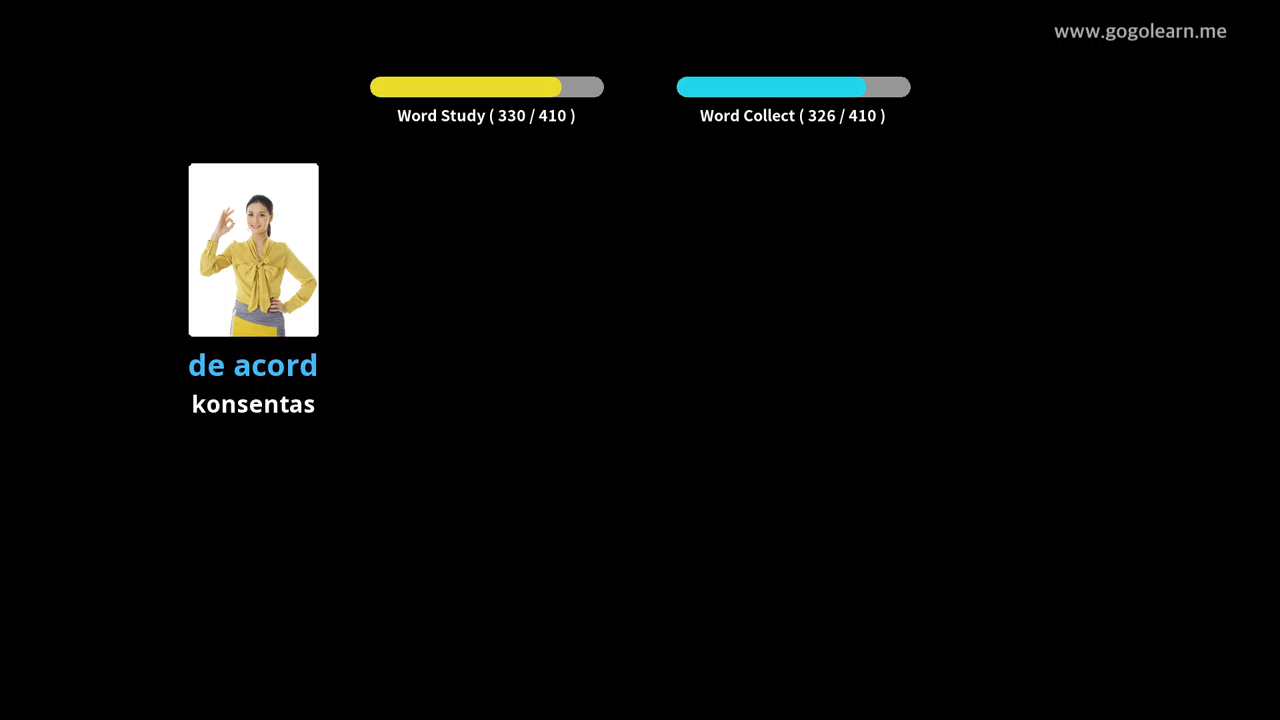 www.gogolearn.me
Word Study ( 330 / 410 )
Word Collect ( 326 / 410 )
de acord
konsentas